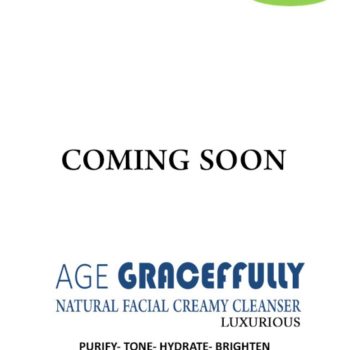 COMING SOON
AGE GRACEFFULLY
NATURAL FACIAL CREAMY CLEANSER
LUXURIOUS
PURIFY- TONE- HYDRATE- BRIGHTEN